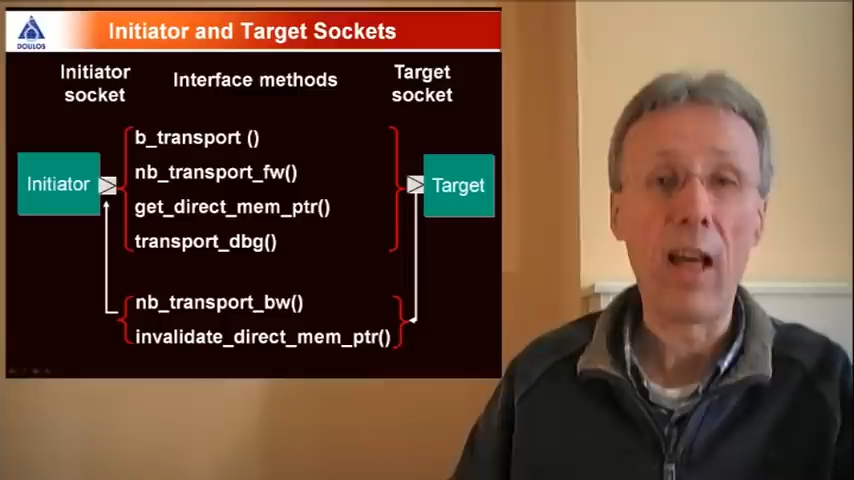 DOULOS
Initiator and Target Sockets
Initiator
socket
Interface methods
Target
socket
b_transport ()
nb_transport_fw()
get_direct_mem_ptr()
transport_dbg()
Initiator
Target
nb_transport_bw()
invalidate_direct_mem_ptr()